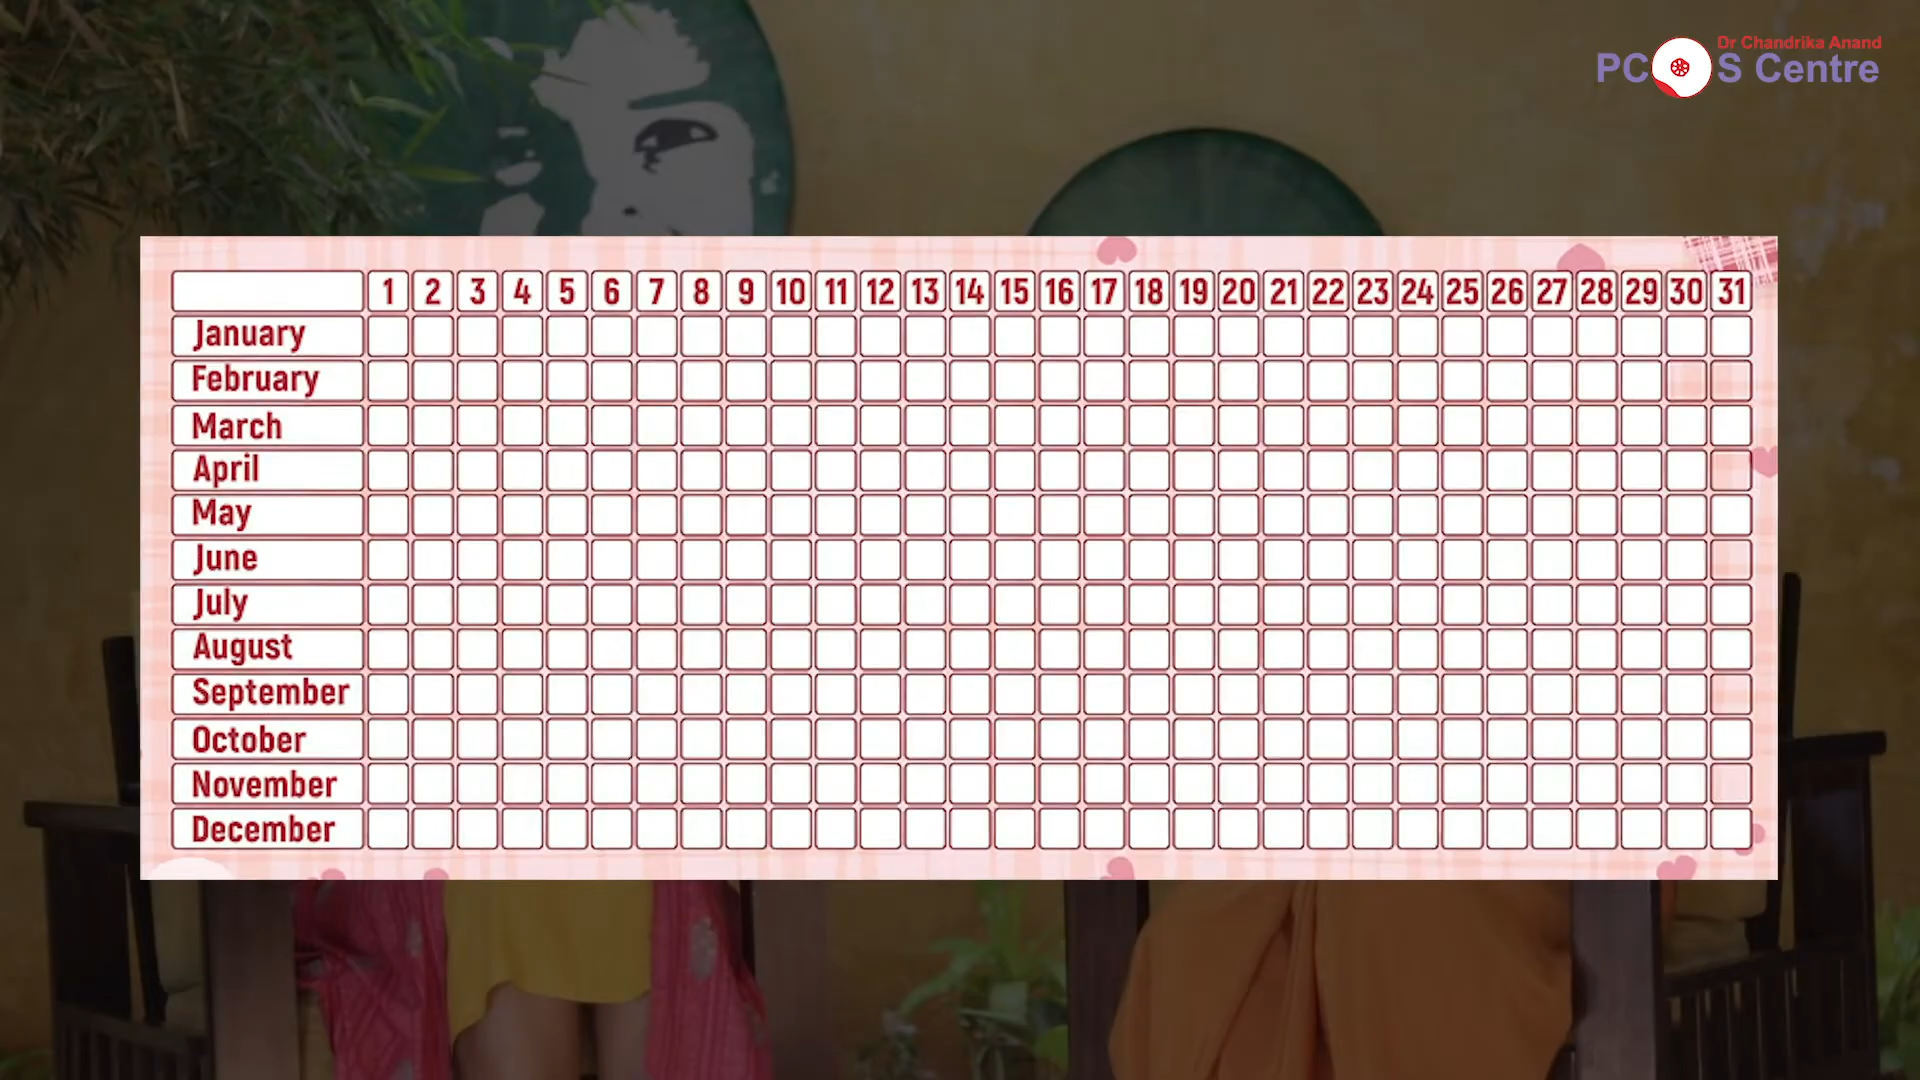 Dr Chandrika Anand
PCOS Centre
1 2 3 4 5 6 7 8 9 10 11 12 13 14 15 16 17 18 19 20 21 22 23 24 25 26 27 28 29 30 31
January
February
March
April
May
June
July
August
September
October
November
December